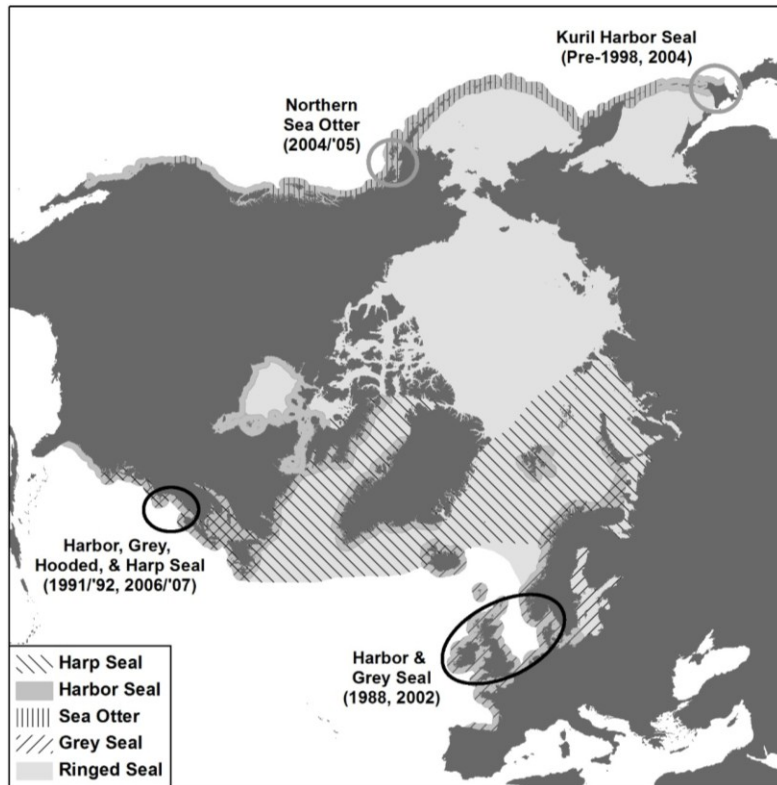 Kuril Harbor Seal
(Pre-1998, 2004)
Northern
Sea Otter
(2004/'05)
Harbor, Grey,
Hooded, & Harp Seal
(1991/'92, 2006/'07)
Harbor &
Grey Seal
(1988, 2002)
Harp Seal
Harbor Seal
Sea Otter
Grey Seal
Ringed Seal